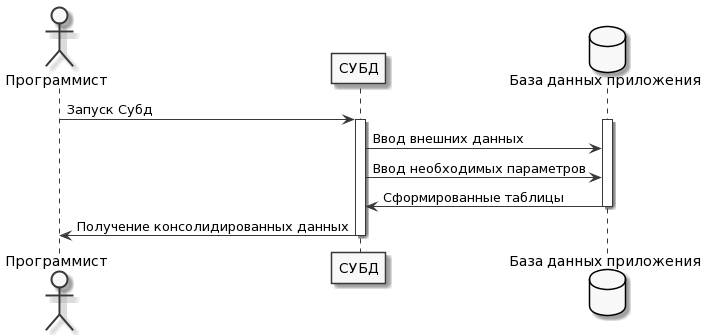 Программист
СУБД
База данных приложения
Запуск Субд
Ввод внешних данных
Ввод необходимых параметров
Сформированные таблицы
Получение консолидированных данных
Программист
СУБД
База данных приложения